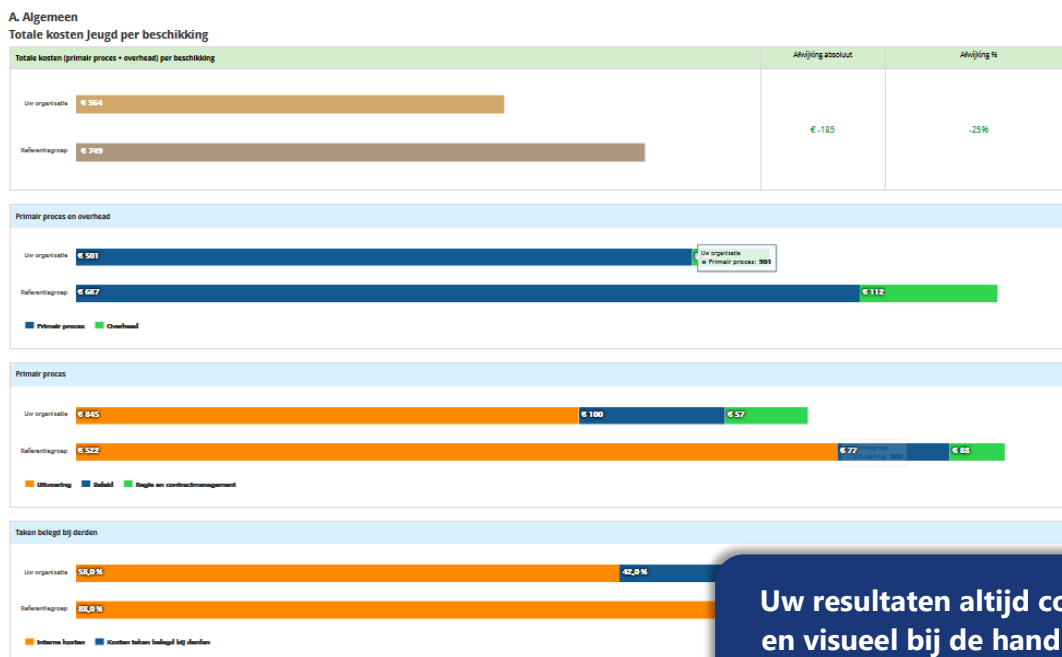 A. Algemeen
Totale kosten Jeugd per beschikking
Totale kosten (primair proces + overhead) per beschikking
Afwijking absoluut
Afwijking %
Uw organisatie
€ 564
€ -185
-25%
Referentiegroep
€ 749
Primair proces en overhead
Uw organisatie
€ 501
Uw organisatie
Primair proces: 501
Referentiegroep
€ 687
€ 112
Primair proces
Overhead
Primair proces
Uw organisatie
€ 845
€ 100
€ 57
Referentiegroep
€ 522
€ 77
€ 88
Uitvoering
Beleid
Regie en contractmanagement
Taken belegd bij derden
Uw organisatie
58,0 %
42,0 %
Referentiegroep
88,0 %
Interne kosten
Kosten taken belegd bij derden
Uw resultaten altijd co
en visueel bij de hand